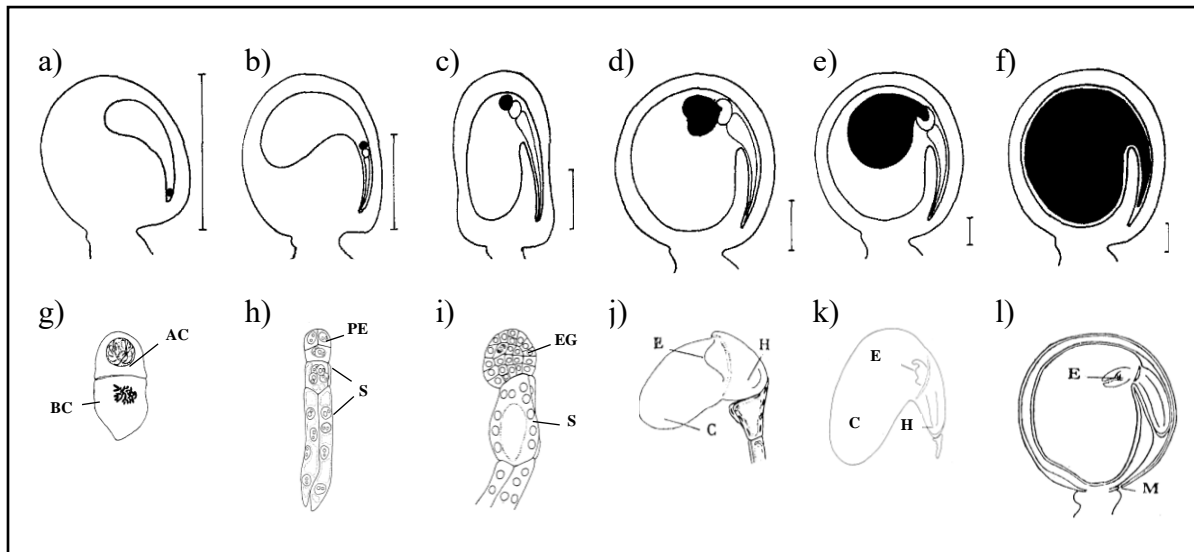 a) b) c) d) e) f)
g) h) i) j) k) l)
AC
BC
PE
S
EG
S
E
H
C
E
C
H
E
M